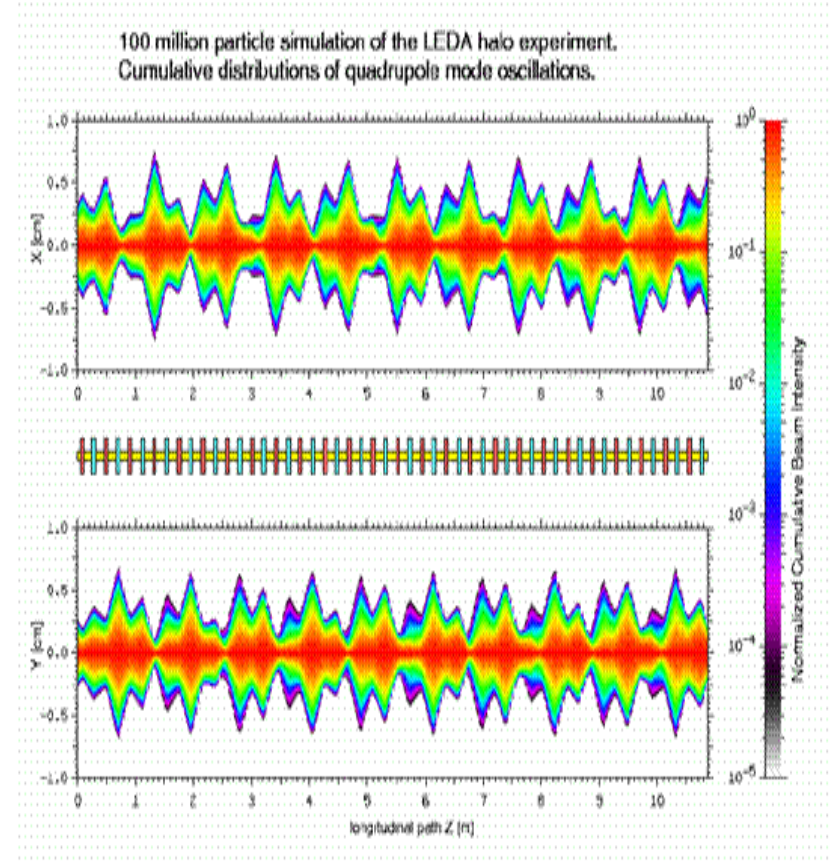 100 million particle simulation of the LEDA halo experiment.
Cumulative distributions of quadrupole mode oscillations.
1.0
0.5
0.0
-0.5
-1.0
X [cm]
0 1 2 3 4 5 6 7 8 9 10
1.0
0.5
0.0
-0.5
-1.0
Y [cm]
0 1 2 3 4 5 6 7 8 9 10
longitudinal path Z [m]
10^0
10^-1
10^-2
10^-3
10^-4
10^-5
Normalized Cumulative Beam Intensity